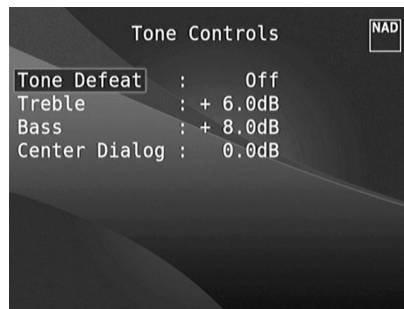 Tone Controls
NAD
Tone Defeat : Off
Treble : + 6.0dB
Bass : + 8.0dB
Center Dialog : 0.0dB